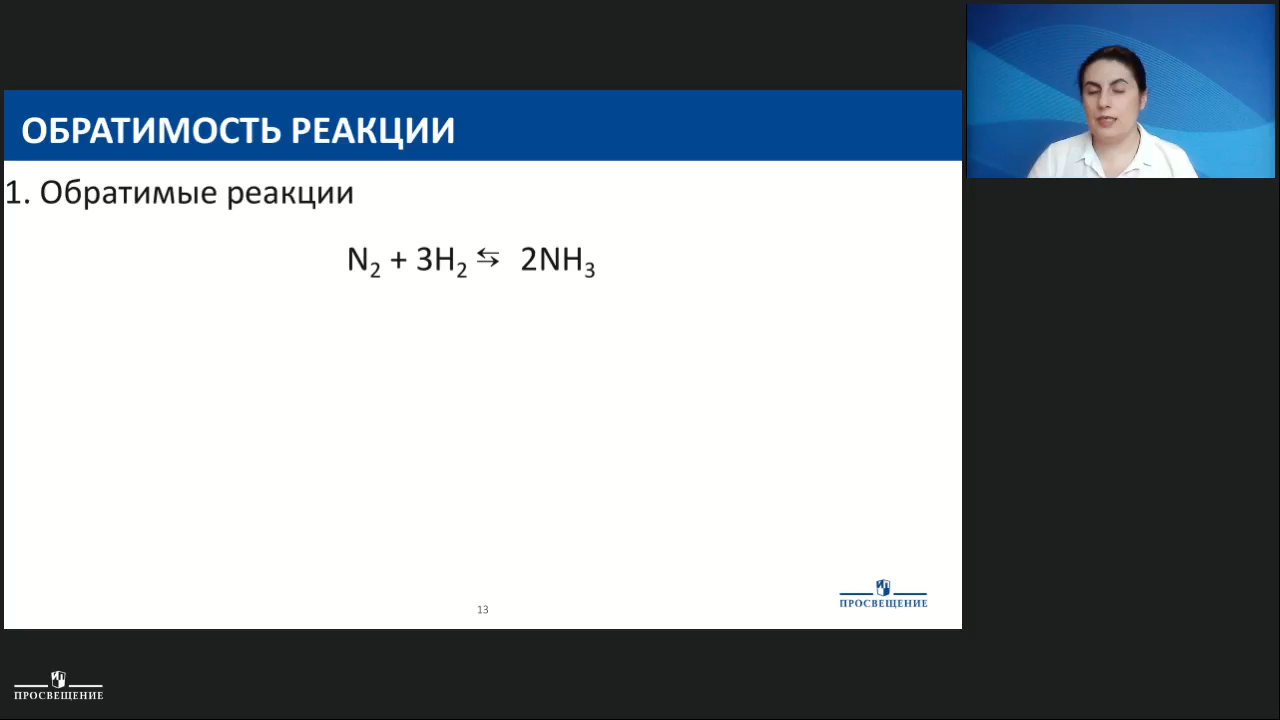 ОБРАТИМОСТЬ РЕАКЦИИ
1. Обратимые реакции
N₂ + 3H₂ ⇆ 2NH₃
13
ПРОСВЕЩЕНИЕ
ПРОСВЕЩЕНИЕ